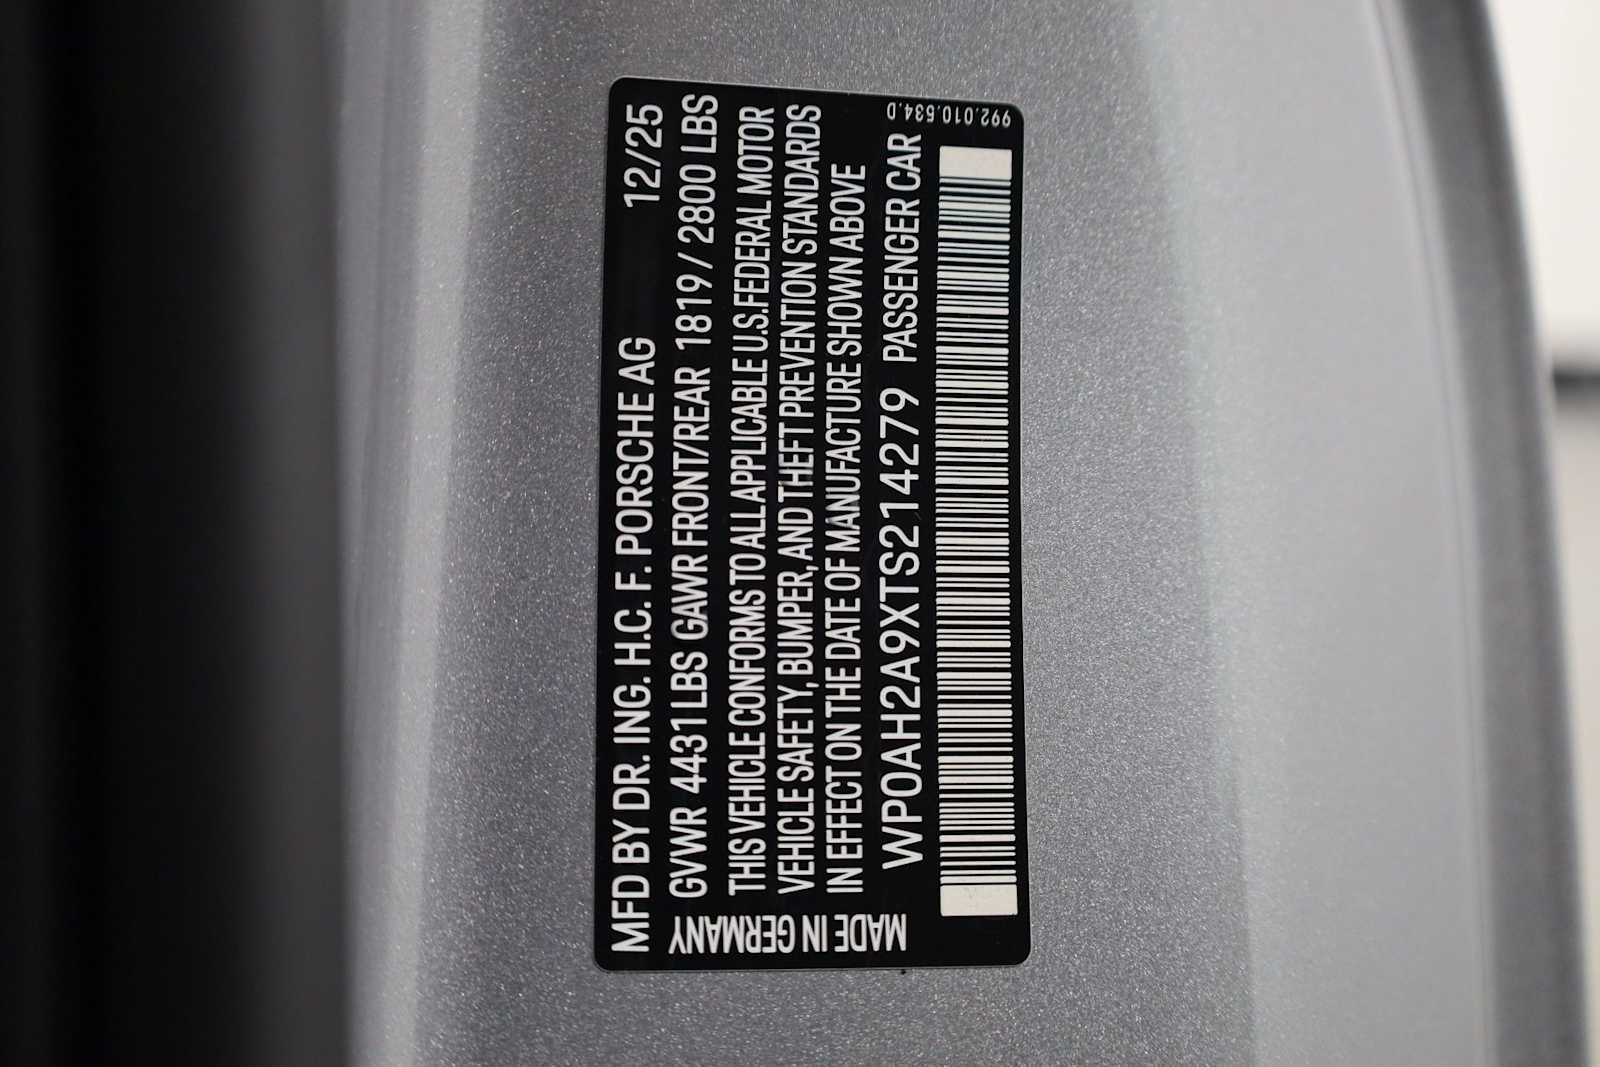 MFD BY DR. ING. H.C. F. PORSCHE AG 12/25
GVWR 4431 LBS GAWR FRONT/REAR 1819 / 2800 LBS
THIS VEHICLE CONFORMS TO ALL APPLICABLE U.S.FEDERAL MOTOR
VEHICLE SAFETY, BUMPER, AND THEFT PREVENTION STANDARDS
IN EFFECT ON THE DATE OF MANUFACTURE SHOWN ABOVE
WP0AH2A9XTS214279 PASSENGER CAR
MADE IN GERMANY
992.010.534.D